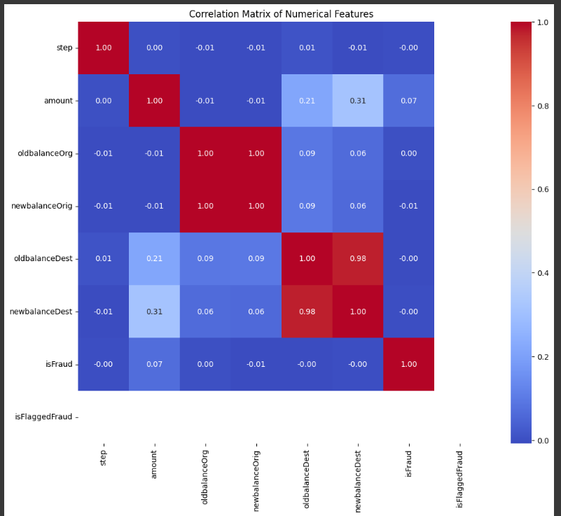 Correlation Matrix of Numerical Features
step 1.00 0.00 -0.01 -0.01 0.01 -0.01 -0.00
amount 0.00 1.00 -0.01 -0.01 0.21 0.31 0.07
oldbalanceOrg -0.01 -0.01 1.00 1.00 0.09 0.06 0.00
newbalanceOrig -0.01 -0.01 1.00 1.00 0.09 0.06 -0.01
oldbalanceDest 0.01 0.21 0.09 0.09 1.00 0.98 -0.00
newbalanceDest -0.01 0.31 0.06 0.06 0.98 1.00 -0.00
isFraud -0.00 0.07 0.00 -0.01 -0.00 -0.00 1.00
isFlaggedFraud
step
amount
oldbalanceOrg
newbalanceOrig
oldbalanceDest
newbalanceDest
isFraud
isFlaggedFraud
1.0
0.8
0.6
0.4
0.2
0.0